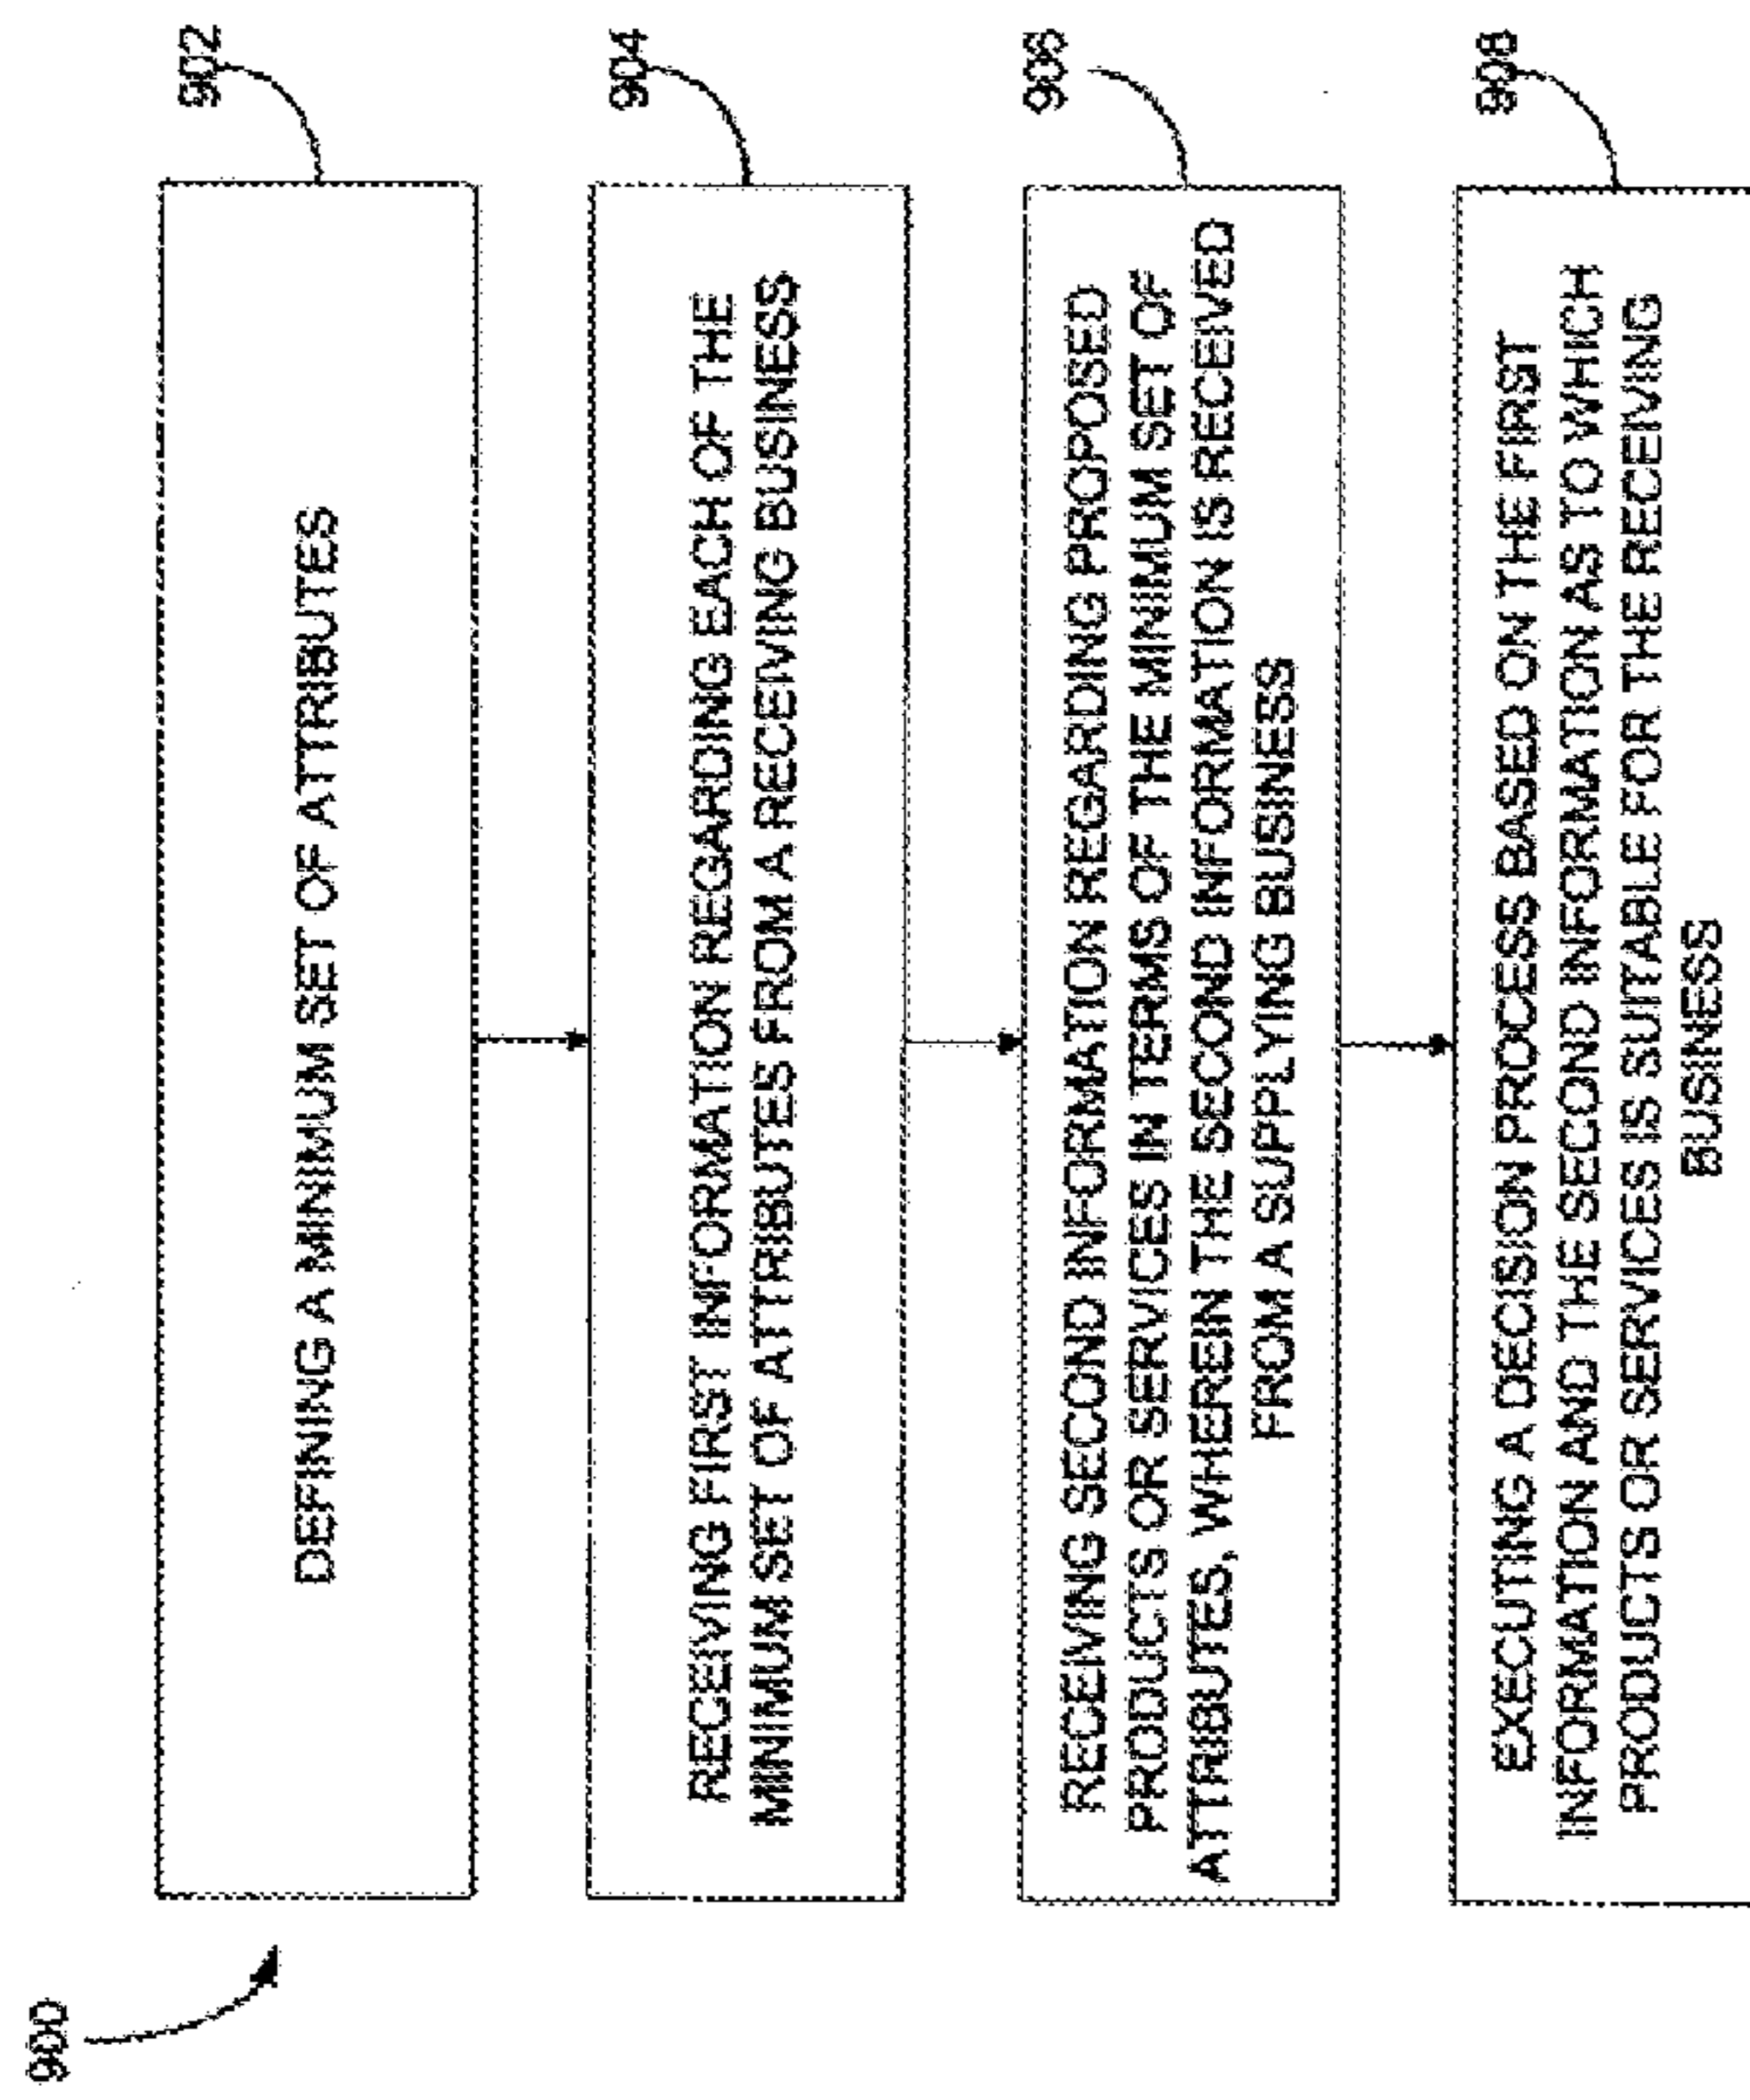 900
902
DEFINING A MINIMUM SET OF ATTRIBUTES
904
RECEIVING FIRST INFORMATION REGARDING EACH OF THE
MINIMUM SET OF ATTRIBUTES FROM A RECEIVING BUSINESS
906
RECEIVING SECOND INFORMATION REGARDING PROPOSED
PRODUCTS OR SERVICES IN TERMS OF THE MINIMUM SET OF
ATTRIBUTES, WHEREIN THE SECOND INFORMATION IS RECEIVED
FROM A SUPPLYING BUSINESS
908
EXECUTING A DECISION PROCESS BASED ON THE FIRST
INFORMATION AND THE SECOND INFORMATION AS TO WHICH
PRODUCTS OR SERVICES IS SUITABLE FOR THE RECEIVING
BUSINESS